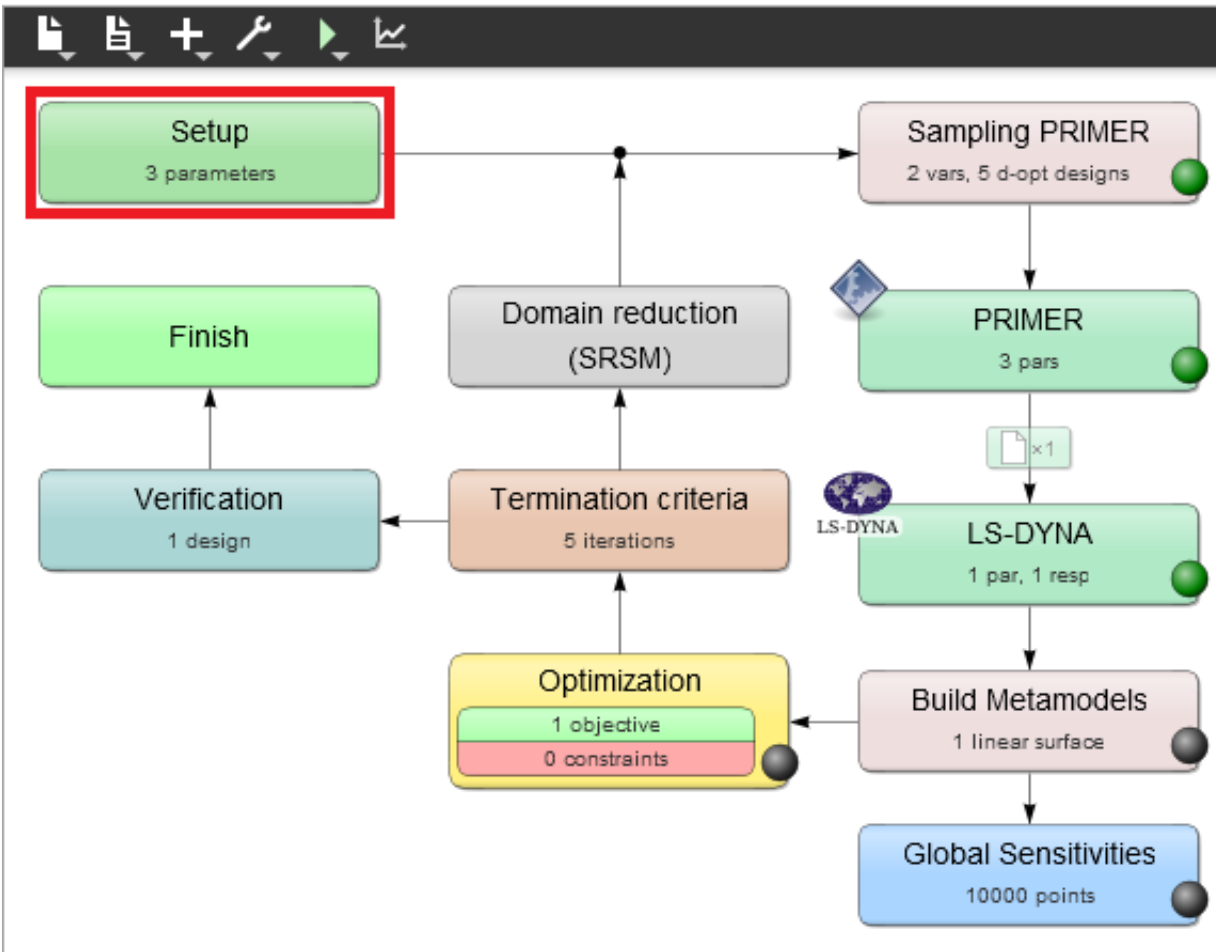 Setup
3 parameters
Sampling PRIMER
2 vars, 5 d-opt designs
Finish
Domain reduction
(SRSM)
PRIMER
3 pars
×1
Verification
1 design
Termination criteria
5 iterations
LS-DYNA
LS-DYNA
1 par, 1 resp
Optimization
1 objective
0 constraints
Build Metamodels
1 linear surface
Global Sensitivities
10000 points